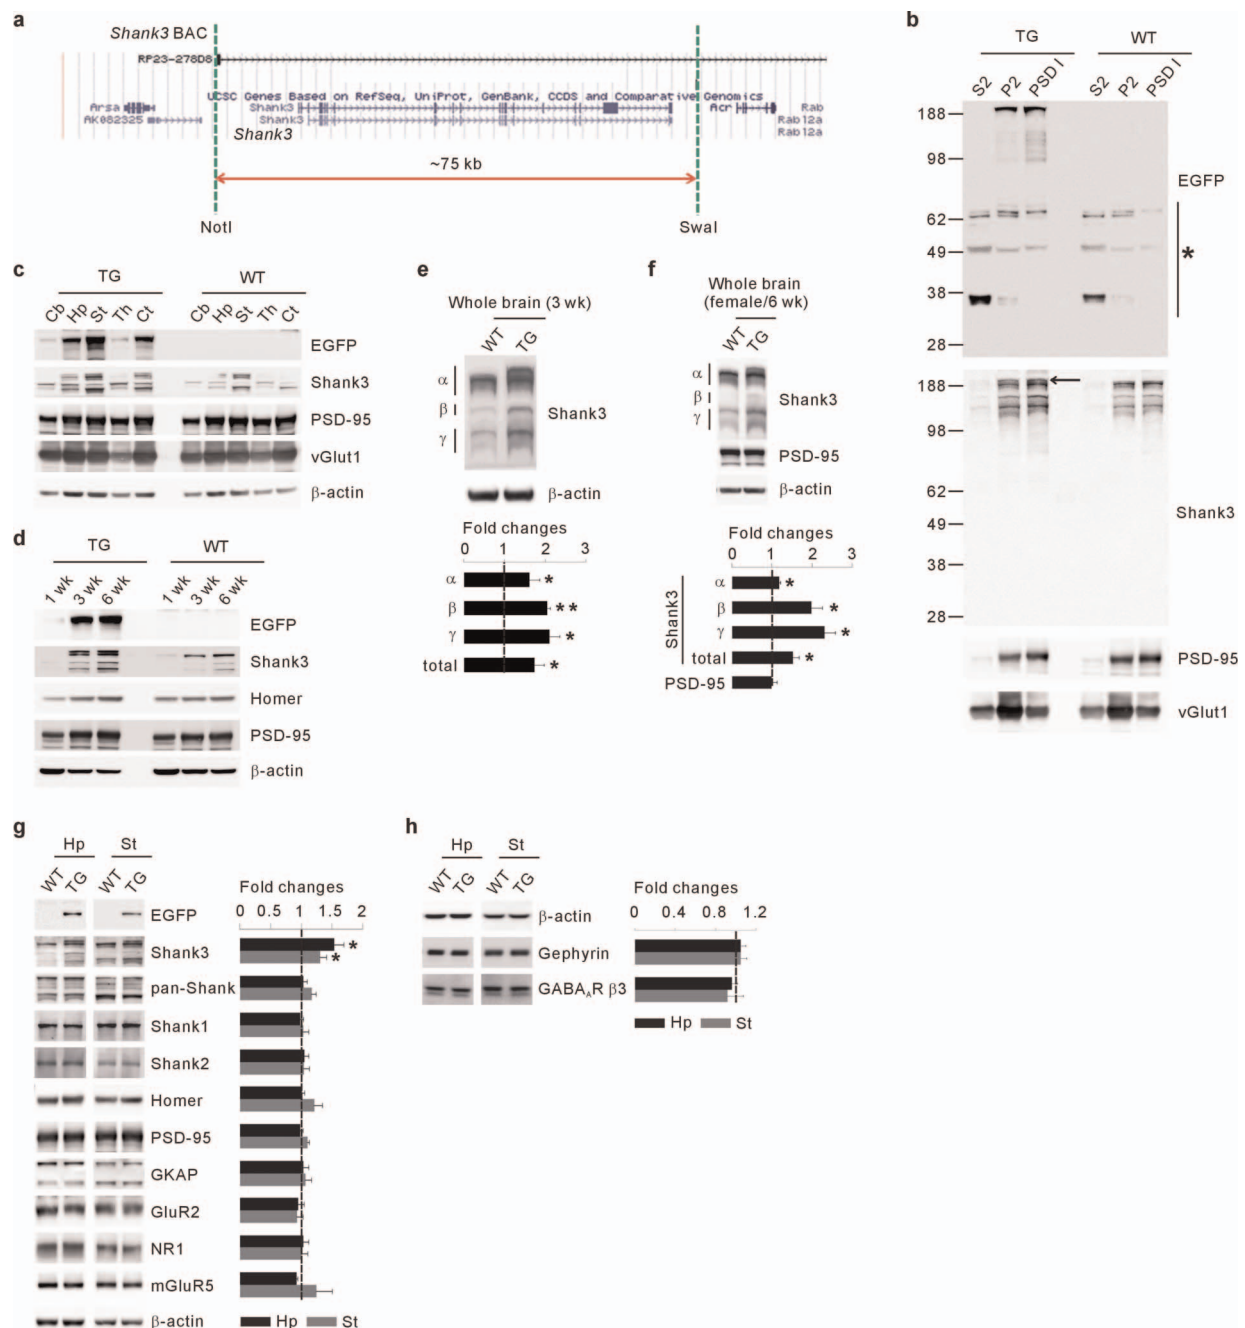 a
Shank3 BAC
RP23-278D8
UCSC Genes Based on RefSeq, UniProt, GenBank, CCDS and Comparative Genomics
Arsa Shank3 Acr Rab
AK082325 Shank3 Rabl2a
Shank3 Rabl2a
~75 kb
NotI SwaI
b
TG WT
S2 P2 PSD I S2 P2 PSD I
188
98
62
49
38
28
EGFP
*
188
98
62
49
38
28
Shank3
PSD-95
vGlut1
c
TG WT
Cb Hp St Th Ct Cb Hp St Th Ct
EGFP
Shank3
PSD-95
vGlut1
β-actin
d
TG WT
1 wk 3 wk 6 wk 1 wk 3 wk 6 wk
EGFP
Shank3
Homer
PSD-95
β-actin
e
Whole brain (3 wk)
WT TG
α
β
γ
Shank3
β-actin
Fold changes
0 1 2 3
α *
β **
γ *
total *
f
Whole brain
(female/6 wk)
WT TG
α
β
γ
Shank3
PSD-95
β-actin
Fold changes
0 1 2 3
Shank3
α *
β *
γ *
total *
PSD-95
g
Hp St
WT TG WT TG
Fold changes
0 0.5 1 1.5 2
EGFP
Shank3 *
*
pan-Shank
Shank1
Shank2
Homer
PSD-95
GKAP
GluR2
NR1
mGluR5
β-actin
Hp St
h
Hp St
WT TG WT TG
Fold changes
0 0.4 0.8 1.2
β-actin
Gephyrin
GABAAR β3
Hp St